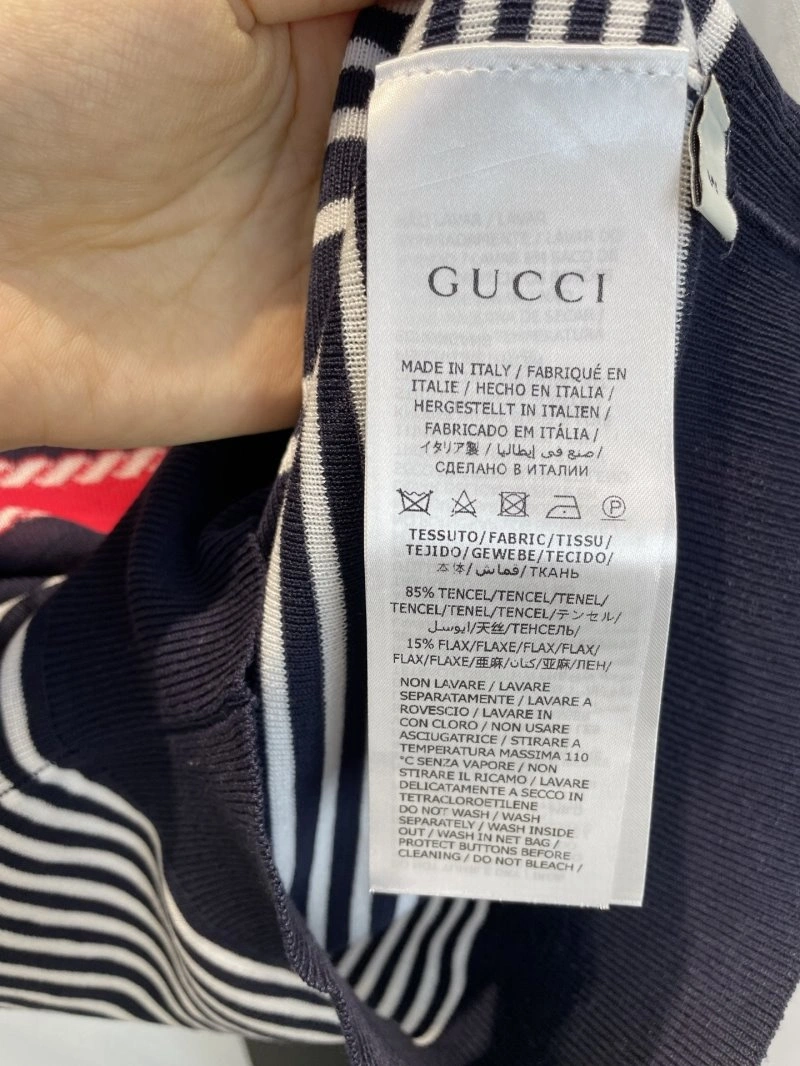 GUCCI
MADE IN ITALY / FABRIQUÉ EN
ITALIE / HECHO EN ITALIA /
HERGESTELLT IN ITALIEN /
FABRICADO EM ITÁLIA /
イタリア製 / صنع في إيطاليا /
СДЕЛАНО В ИТАЛИИ
P
TESSUTO/FABRIC/TISSU/
TEJIDO/GEWEBE/TECIDO/
本体/قماش/ТКАНЬ
85% TENCEL/TENCEL/TENEL/
TENCEL/TENEL/TENCEL/テンセル/
ايوسل/天丝/ТЕНСЕЛЬ/
15% FLAX/FLAXE/FLAX/FLAX/
FLAX/FLAXE/亜麻/كتان/亚麻/ЛЕН/
NON LAVARE / LAVARE
SEPARATAMENTE / LAVARE A
ROVESCIO / LAVARE IN
CON CLORO / NON USARE
ASCIUGATRICE / STIRARE A
TEMPERATURA MASSIMA 110
°C SENZA VAPORE / NON
STIRARE IL RICAMO / LAVARE
DELICATAMENTE A SECCO IN
TETRACLOROETILENE
DO NOT WASH / WASH
SEPARATELY / WASH INSIDE
OUT / WASH IN NET BAG /
PROTECT BUTTONS BEFORE
CLEANING / DO NOT BLEACH /